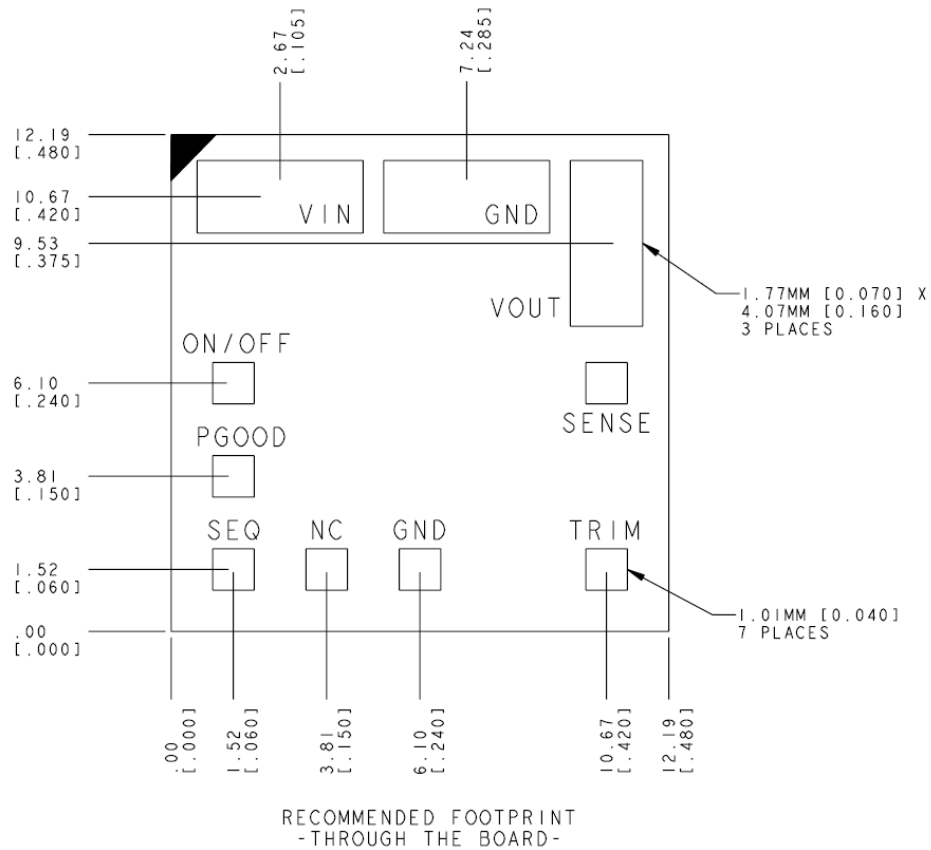 2.67
[.105]
7.24
[.285]
12.19
[.480]
10.67
[.420]
VIN
GND
9.53
[.375]
VOUT
1.77MM [0.070] X
4.07MM [0.160]
3 PLACES
ON/OFF
6.10
[.240]
SENSE
PGOOD
3.81
[.150]
SEQ
NC
GND
TRIM
1.52
[.060]
1.01MM [0.040]
7 PLACES
.00
[.000]
.00
[.000]
1.52
[.060]
3.81
[.150]
6.10
[.240]
10.67
[.420]
12.19
[.480]
RECOMMENDED FOOTPRINT
-THROUGH THE BOARD-